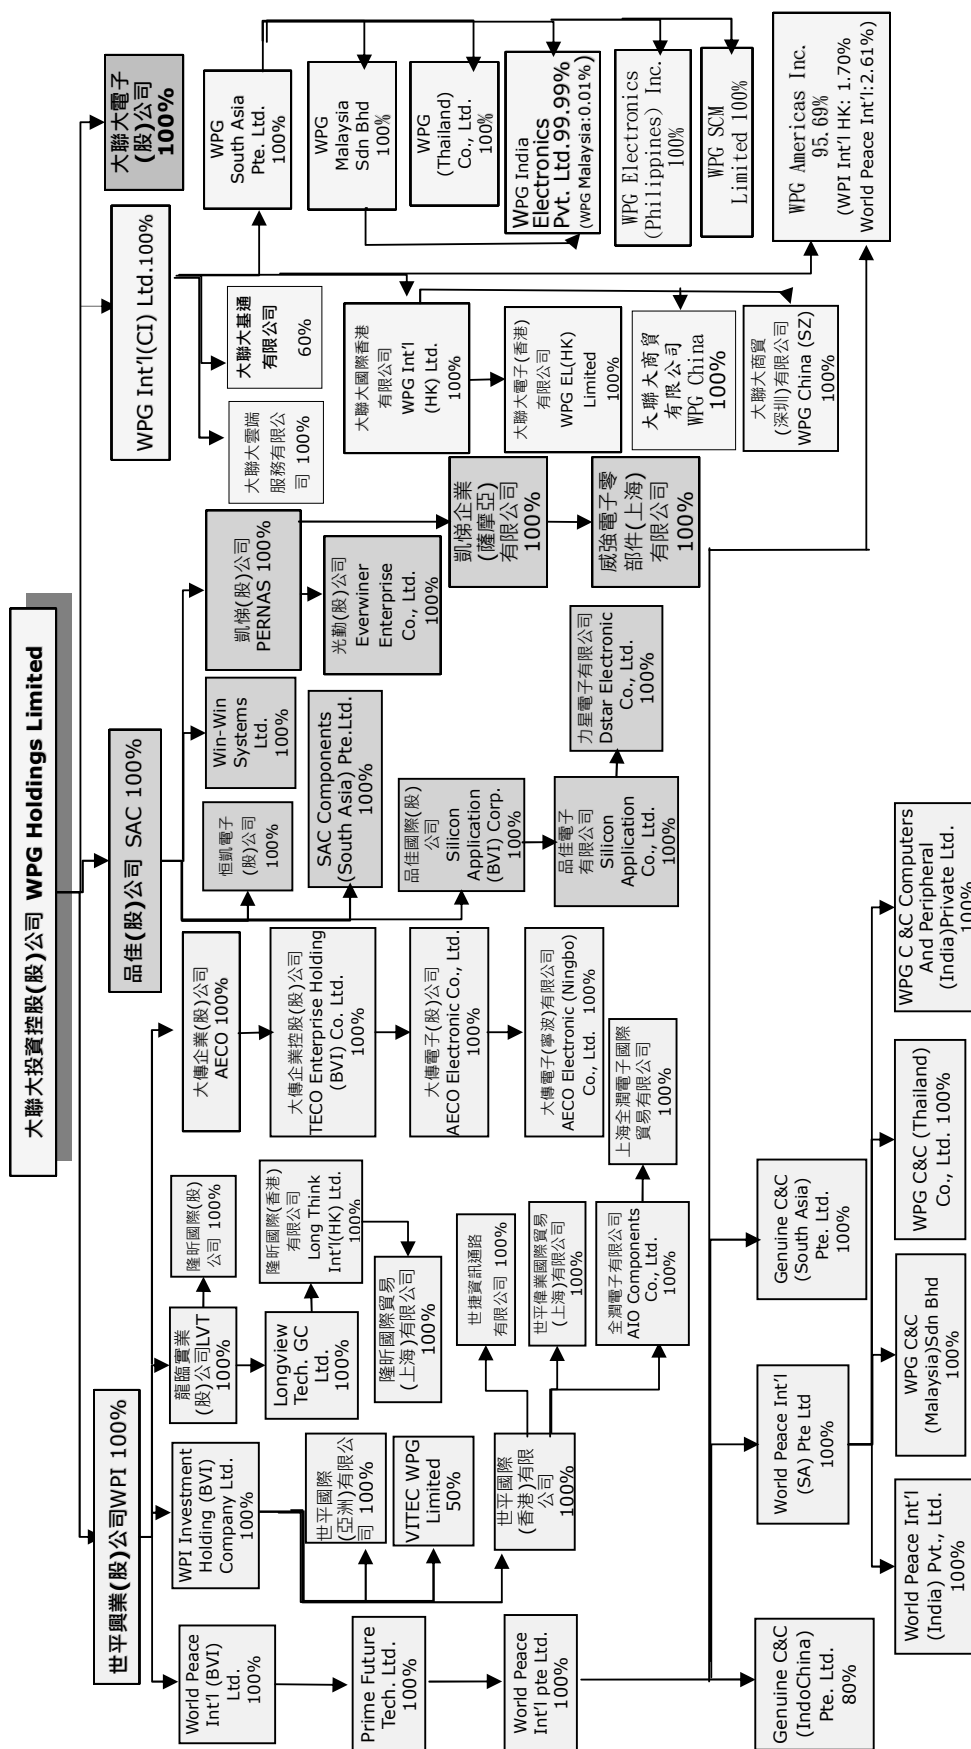 大聯大投資控股(股)公司 WPG Holdings Limited
世平興業(股)公司WPI 100%
品佳(股)公司 SAC 100%
WPG Int'l(CI) Ltd.100%
大聯大電子
(股)公司
100%
World Peace
Int'l (BVI)
Ltd.
100%
WPI Investment
Holding (BVI)
Company Ltd.
100%
龍臨實業
(股)公司LVT
100%
隆昕國際(股)
公司 100%
大傳企業(股)公司
AECO 100%
恒凱電子
(股)公司
100%
Win-Win
Systems
Ltd.
100%
凱悌(股)公司
PERNAS 100%
大聯大雲端
服務有限公
司 100%
大聯大基通
有限公司
60%
WPG
South Asia
Pte. Ltd.
100%
Prime Future
Tech. Ltd.
100%
世平國際
(亞洲)有限公
司 100%
VITEC WPG
Limited
50%
世平國際
(香港)有限
公司
100%
Longview
Tech. GC
Ltd.
100%
隆昕國際(香港)
有限公司
Long Think
Int'l(HK) Ltd.
100%
隆昕國際貿易
(上海)有限公司
100%
TECO Enterprise Holding
大傳企業控股(股)公司
(BVI) Co. Ltd.
100%
大傳電子(股)公司
AECO Electronic Co., Ltd.
100%
大傳電子(寧波)有限公司
AECO Electronic (Ningbo)
Co., Ltd. 100%
SAC Components
(South Asia) Pte.Ltd.
100%
品佳國際(股)
公司
Silicon
Application
(BVI) Corp.
100%
品佳電子
有限公司
Silicon
Application
Co., Ltd.
100%
力星電子有限公司
Dstar Electronic
Co., Ltd.
100%
光勤(股)公司
Everwiner
Enterprise
Co., Ltd.
100%
凱悌企業
(薩摩亞)
有限公司
100%
威強電子零
部件(上海)
有限公司
100%
大聯大國際香港
有限公司
WPG Int'l
(HK) Ltd.
100%
大聯大電子(香港)
有限公司
WPG EL(HK)
Limited
100%
大聯大商貿
有限公司
WPG China
100%
大聯大商貿
(深圳)有限公司
WPG China (SZ)
100%
WPG
Malaysia
Sdn Bhd
100%
WPG
(Thailand)
Co., Ltd.
100%
WPG India
Electronics
Pvt. Ltd.99.99%
(WPG Malaysia:0.01%)
WPG Electronics
(Philippines) Inc.
100%
WPG SCM
Limited 100%
WPG Americas Inc.
95.69%
(WPI Int'l HK: 1.70%
World Peace Int'l:2.61%)
World Peace
Int'l pte Ltd.
100%
世捷資訊通路
有限公司 100%
世平偉業國際貿易
(上海)有限公司
100%
全潤電子有限公司
AIO Components
Co., Ltd.
100%
上海全潤電子國際
貿易有限公司
100%
Genuine C&C
(IndoChina)
Pte. Ltd.
80%
World Peace Int'l
(SA) Pte Ltd
100%
Genuine C&C
(South Asia)
Pte. Ltd.
100%
World Peace Int'l
(India) Pvt., Ltd.
100%
WPG C&C
(Malaysia)Sdn Bhd
100%
WPG C&C (Thailand)
Co., Ltd. 100%
WPG C &C Computers
And Peripheral
(India)Private Ltd.
100%